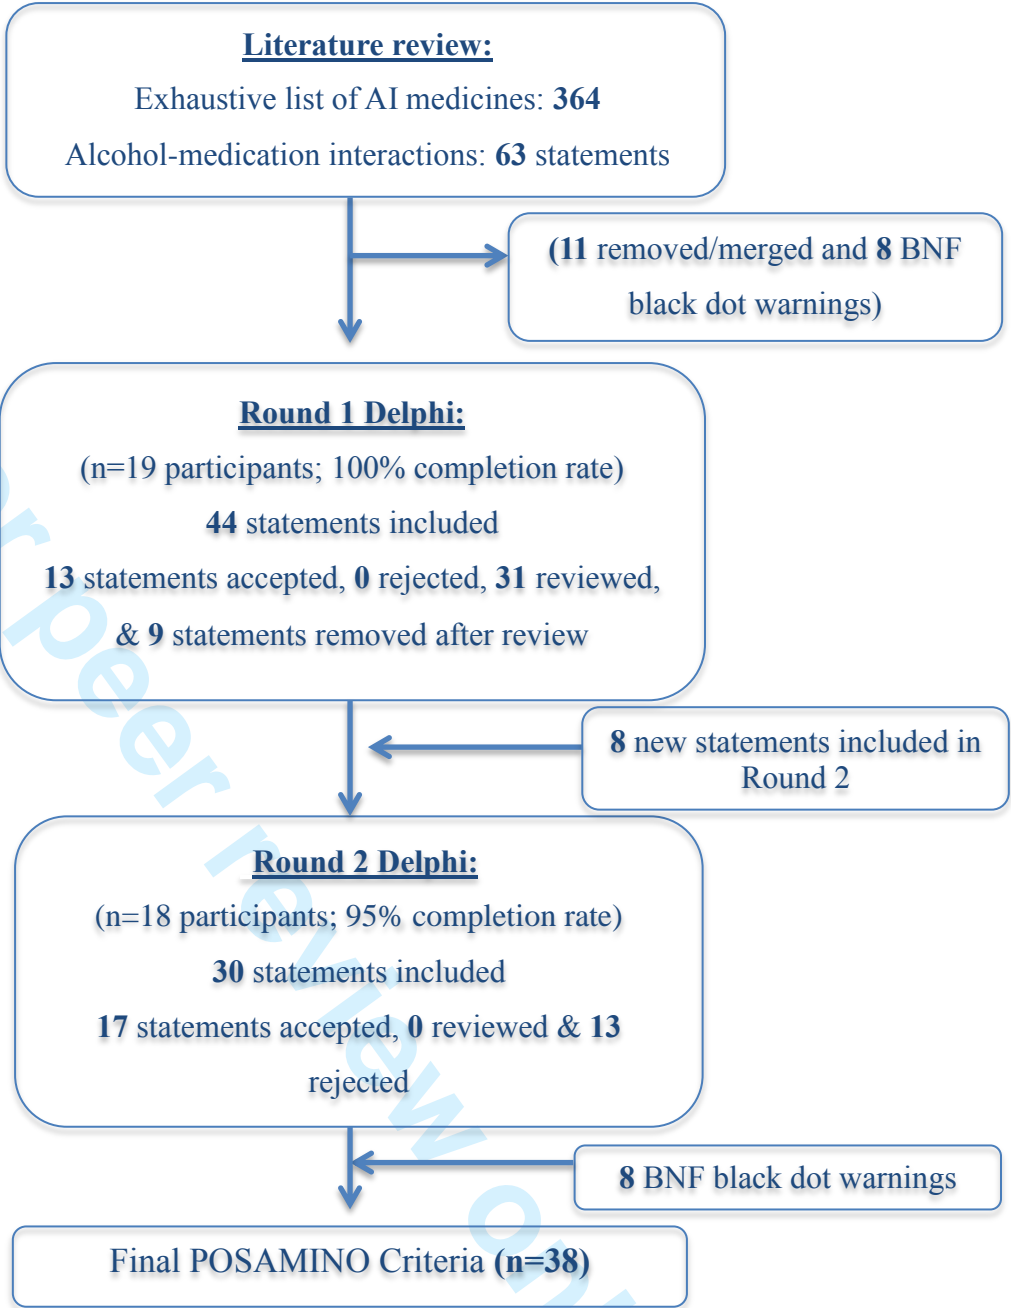 Literature review:
Exhaustive list of AI medicines: 364
Alcohol-medication interactions: 63 statements
(11 removed/merged and 8 BNF
black dot warnings)
Round 1 Delphi:
(n=19 participants; 100% completion rate)
44 statements included
13 statements accepted, 0 rejected, 31 reviewed,
& 9 statements removed after review
8 new statements included in
Round 2
Round 2 Delphi:
(n=18 participants; 95% completion rate)
30 statements included
17 statements accepted, 0 reviewed & 13
rejected
8 BNF black dot warnings
Final POSAMINO Criteria (n=38)
peer review on